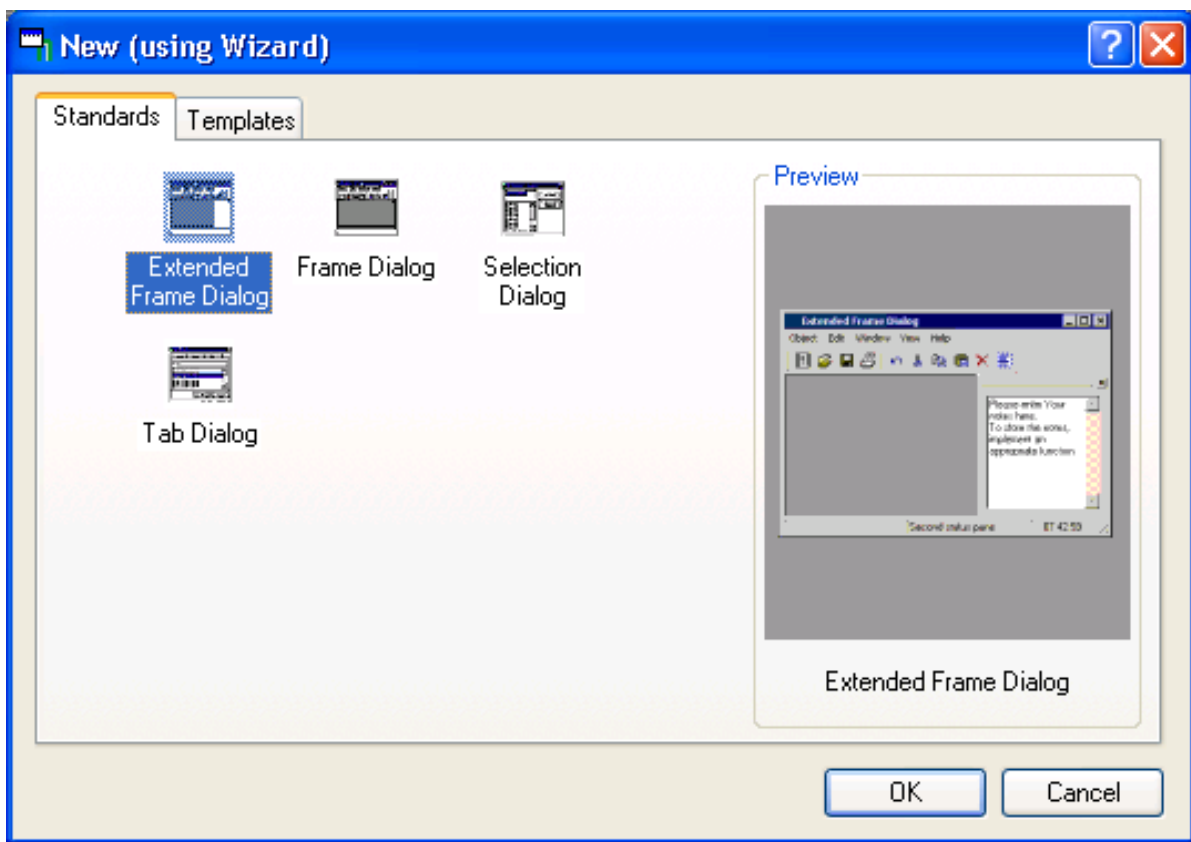 New (using Wizard)
Standards
Templates
Extended
Frame Dialog
Frame Dialog
Selection
Dialog
Tab Dialog
Preview
Extended Frame Dialog
Object Edit Window View Help
Please enter Your
notes here.
To store the notes,
implement an
appropriate function
Second status pane
Extended Frame Dialog
OK
Cancel